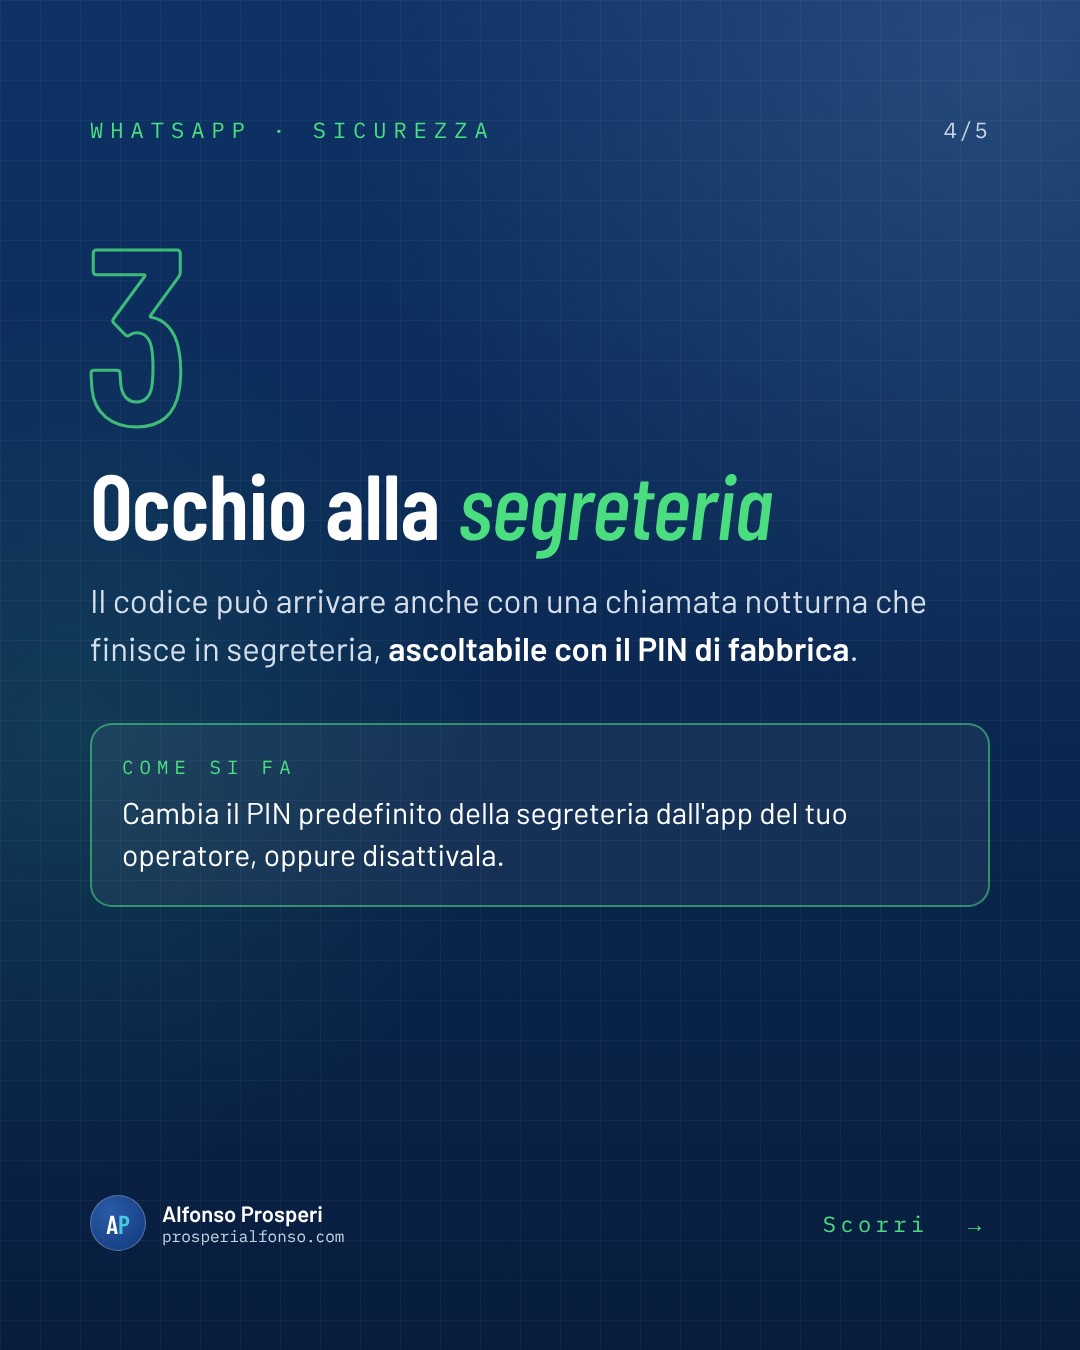 WHATSAPP · SICUREZZA
4/5
3
Occhio alla segreteria
Il codice può arrivare anche con una chiamata notturna che
finisce in segreteria, ascoltabile con il PIN di fabbrica.
COME SI FA
Cambia il PIN predefinito della segreteria dall'app del tuo
operatore, oppure disattivala.
AP
Alfonso Prosperi
prosperialfonso.com
Scorri →